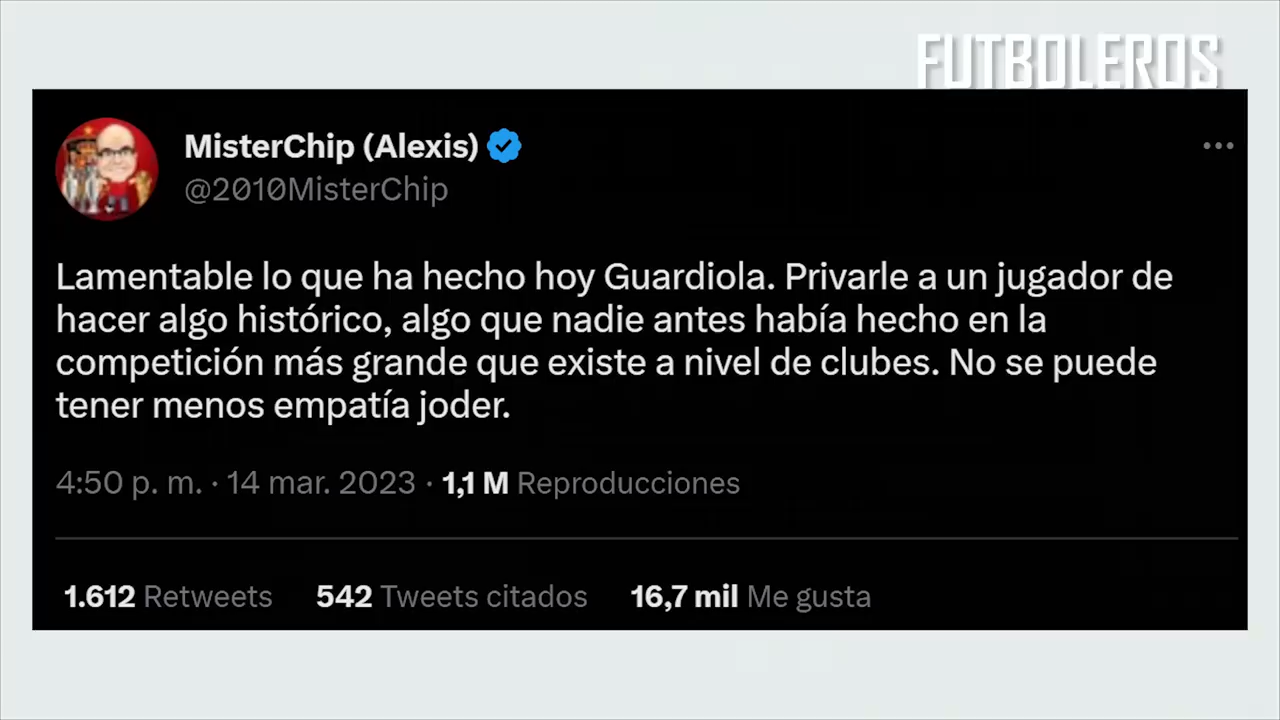 FUTBOLEROS
MisterChip (Alexis)
@2010MisterChip
Lamentable lo que ha hecho hoy Guardiola. Privarle a un jugador de
hacer algo histórico, algo que nadie antes había hecho en la
competición más grande que existe a nivel de clubes. No se puede
tener menos empatía joder.
4:50 p. m. · 14 mar. 2023 · 1,1 M Reproducciones
1.612 Retweets 542 Tweets citados 16,7 mil Me gusta